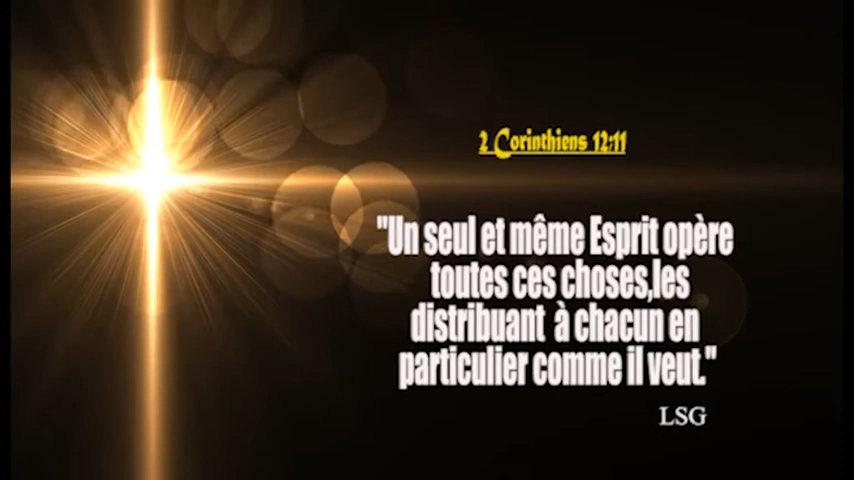 2 Corinthiens 12:11
"Un seul et même Esprit opère
toutes ces choses,les
distribuant à chacun en
particulier comme il veut."
LSG